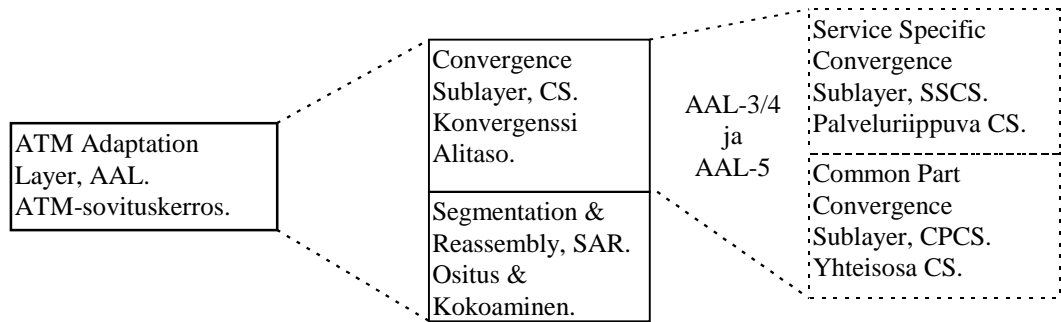 ATM Adaptation
Layer, AAL.
ATM-sovituskerros.
Convergence
Sublayer, CS.
Konvergenssi
Alitaso.
Segmentation &
Reassembly, SAR.
Ositus &
Kokoaminen.
AAL-3/4
ja
AAL-5
Service Specific
Convergence
Sublayer, SSCS.
Palveluriippuva CS.
Common Part
Convergence
Sublayer, CPCS.
Yhteisosa CS.